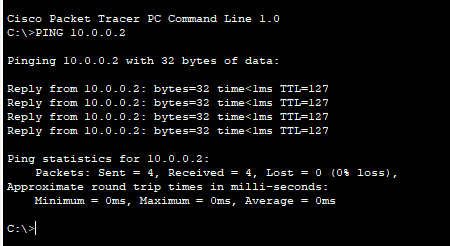 Cisco Packet Tracer PC Command Line 1.0
C:\>PING 10.0.0.2
Pinging 10.0.0.2 with 32 bytes of data:
Reply from 10.0.0.2: bytes=32 time<1ms TTL=127
Reply from 10.0.0.2: bytes=32 time<1ms TTL=127
Reply from 10.0.0.2: bytes=32 time<1ms TTL=127
Reply from 10.0.0.2: bytes=32 time<1ms TTL=127
Ping statistics for 10.0.0.2:
    Packets: Sent = 4, Received = 4, Lost = 0 (0% loss),
Approximate round trip times in milli-seconds:
    Minimum = 0ms, Maximum = 0ms, Average = 0ms
C:\>